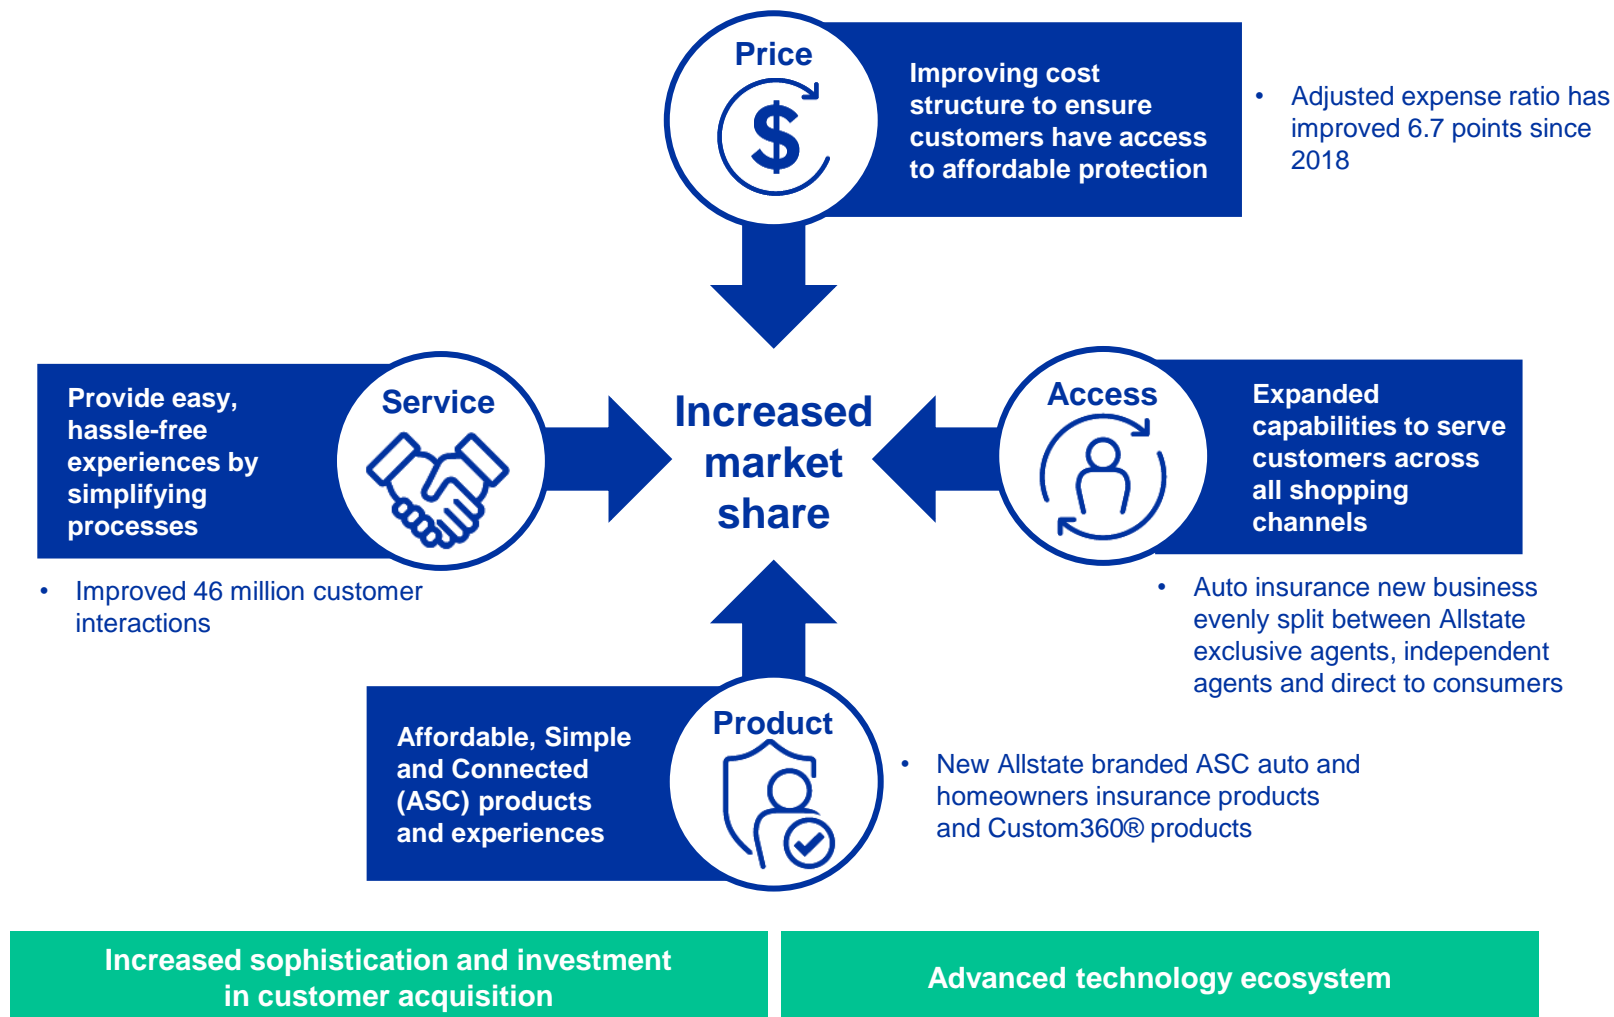 Price
$
Improving cost
structure to ensure
customers have access
to affordable protection
• Adjusted expense ratio has
improved 6.7 points since
2018
Provide easy,
hassle-free
experiences by
simplifying
processes
Service
• Improved 46 million customer
interactions
Increased
market
share
Access
Expanded
capabilities to serve
customers across
all shopping
channels
• Auto insurance new business
evenly split between Allstate
exclusive agents, independent
agents and direct to consumers
Affordable, Simple
and Connected
(ASC) products
and experiences
Product
• New Allstate branded ASC auto and
homeowners insurance products
and Custom360® products
Increased sophistication and investment
in customer acquisition
Advanced technology ecosystem